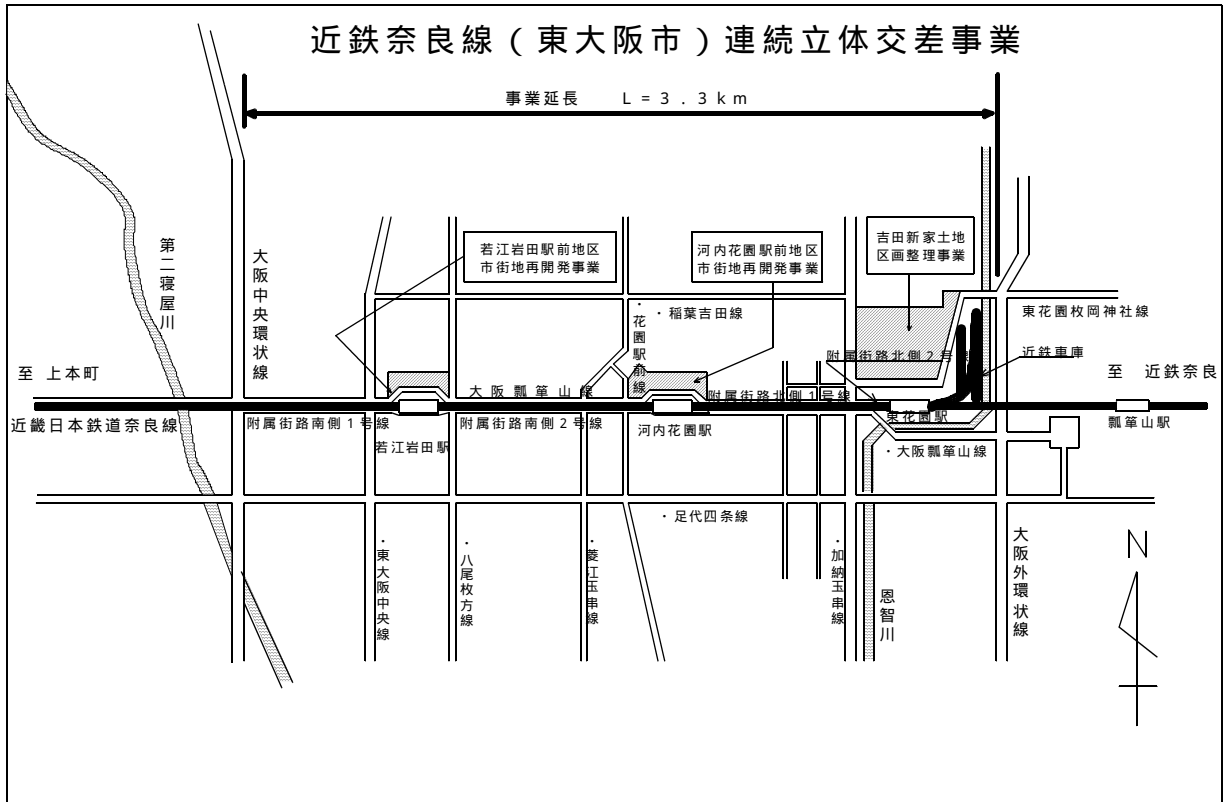 近鉄奈良線（東大阪市）連続立体交差事業
事業延長　Ｌ＝３．３ｋｍ
第二寝屋川
大阪中央環状線
若江岩田駅前地区
市街地再開発事業
河内花園駅前地区
市街地再開発事業
吉田新家土地
区画整理事業
・花園駅前線
・稲葉吉田線
東花園枚岡神社線
附属街路北側２号線
近鉄車庫
至 上本町
至　近鉄奈良
大阪瓢箪山線
附属街路北側１号線
近畿日本鉄道奈良線
附属街路南側１号線
附属街路南側２号線
河内花園駅
東花園駅
瓢箪山駅
若江岩田駅
・大阪瓢箪山線
・足代四条線
・東大阪中央線
・八尾枚方線
・菱江玉串線
・加納玉串線
恩智川
大阪外環状線
N